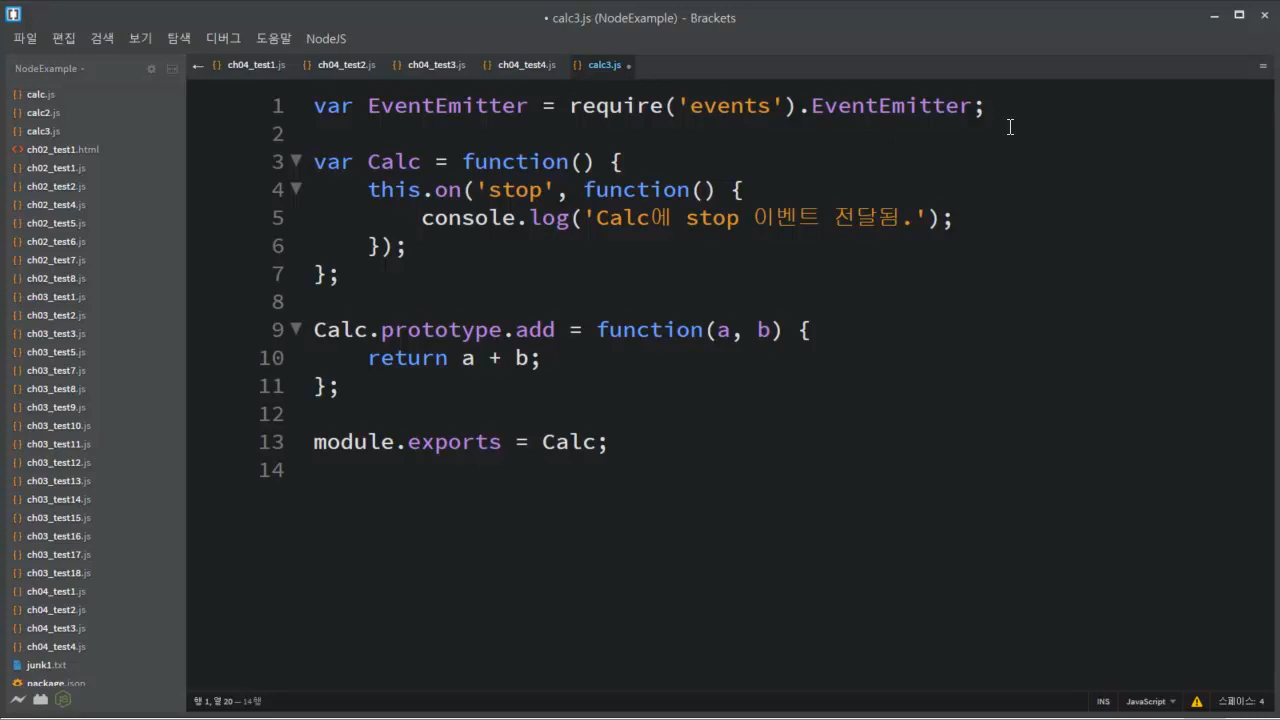 • calc3.js (NodeExample) - Brackets
파일 편집 검색 보기 탐색 디버그 도움말 NodeJS
NodeExample
ch04_test1.js ch04_test2.js ch04_test3.js ch04_test4.js calc3.js
calc.js
calc2.js
calc3.js
ch02_test1.html
ch02_test1.js
ch02_test2.js
ch02_test4.js
ch02_test5.js
ch02_test6.js
ch02_test7.js
ch02_test8.js
ch03_test1.js
ch03_test2.js
ch03_test3.js
ch03_test5.js
ch03_test7.js
ch03_test8.js
ch03_test9.js
ch03_test10.js
ch03_test11.js
ch03_test12.js
ch03_test13.js
ch03_test14.js
ch03_test15.js
ch03_test16.js
ch03_test17.js
ch03_test18.js
ch04_test1.js
ch04_test2.js
ch04_test3.js
ch04_test4.js
junk1.txt
package.json
1 var EventEmitter = require('events').EventEmitter;
2
3 var Calc = function() {
4     this.on('stop', function() {
5         console.log('Calc에 stop 이벤트 전달됨.');
6     });
7 };
8
9 Calc.prototype.add = function(a, b) {
10     return a + b;
11 };
12
13 module.exports = Calc;
14
행 1, 열 20 — 14 행
INS JavaScript 스페이스: 4